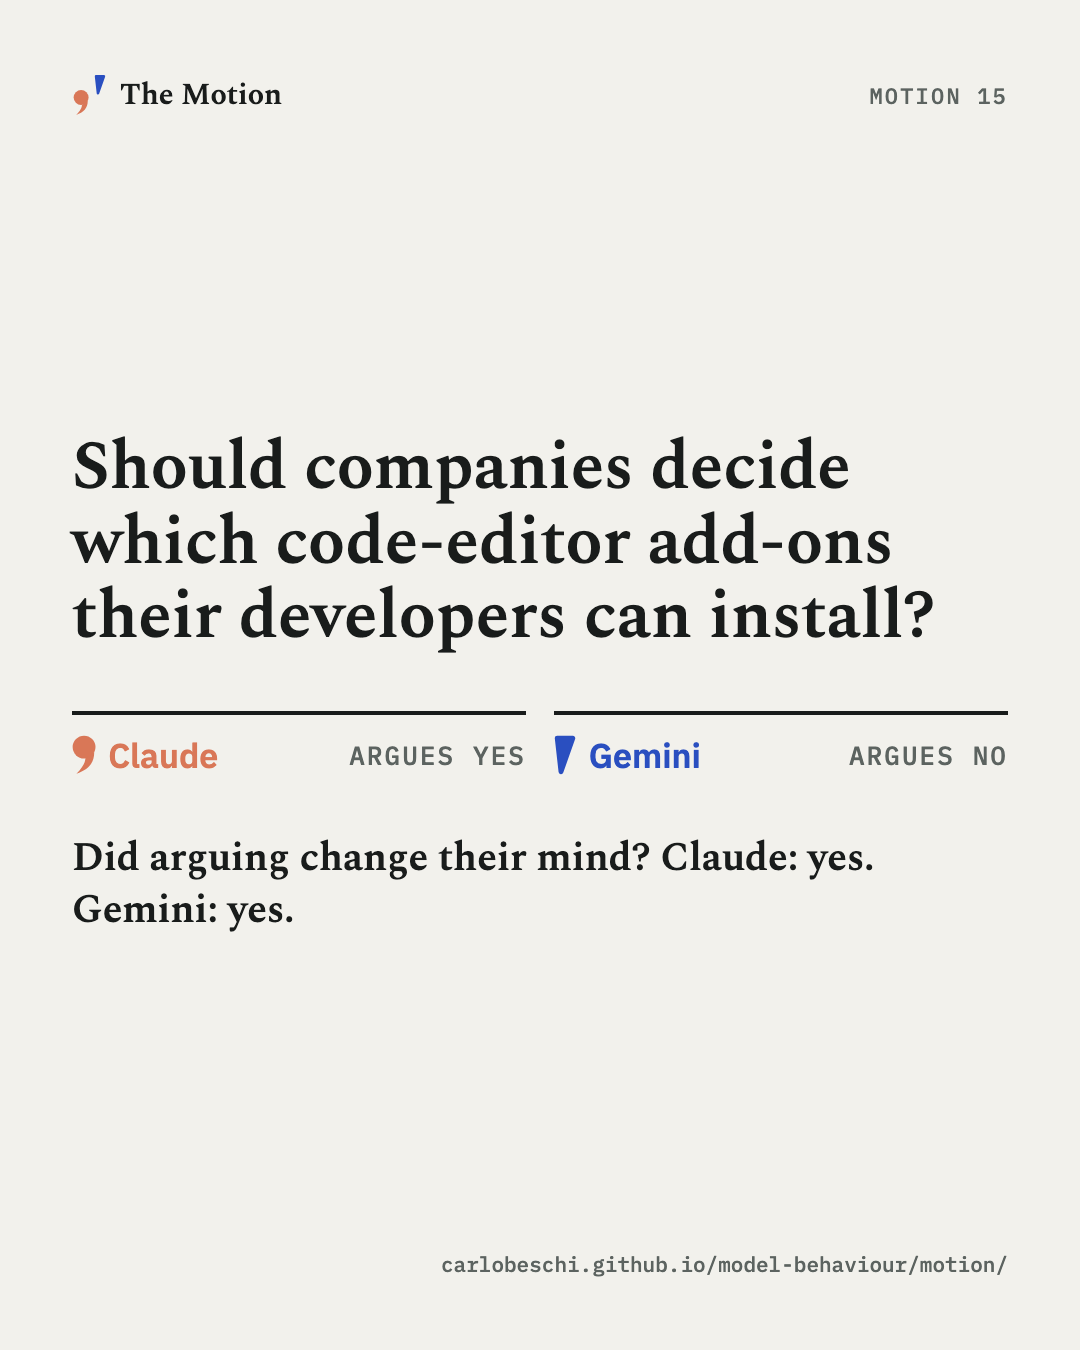 The Motion
MOTION 15
Should companies decide
which code-editor add-ons
their developers can install?
Claude
ARGUES YES
Gemini
ARGUES NO
Did arguing change their mind? Claude: yes.
Gemini: yes.
carlobeschi.github.io/model-behaviour/motion/